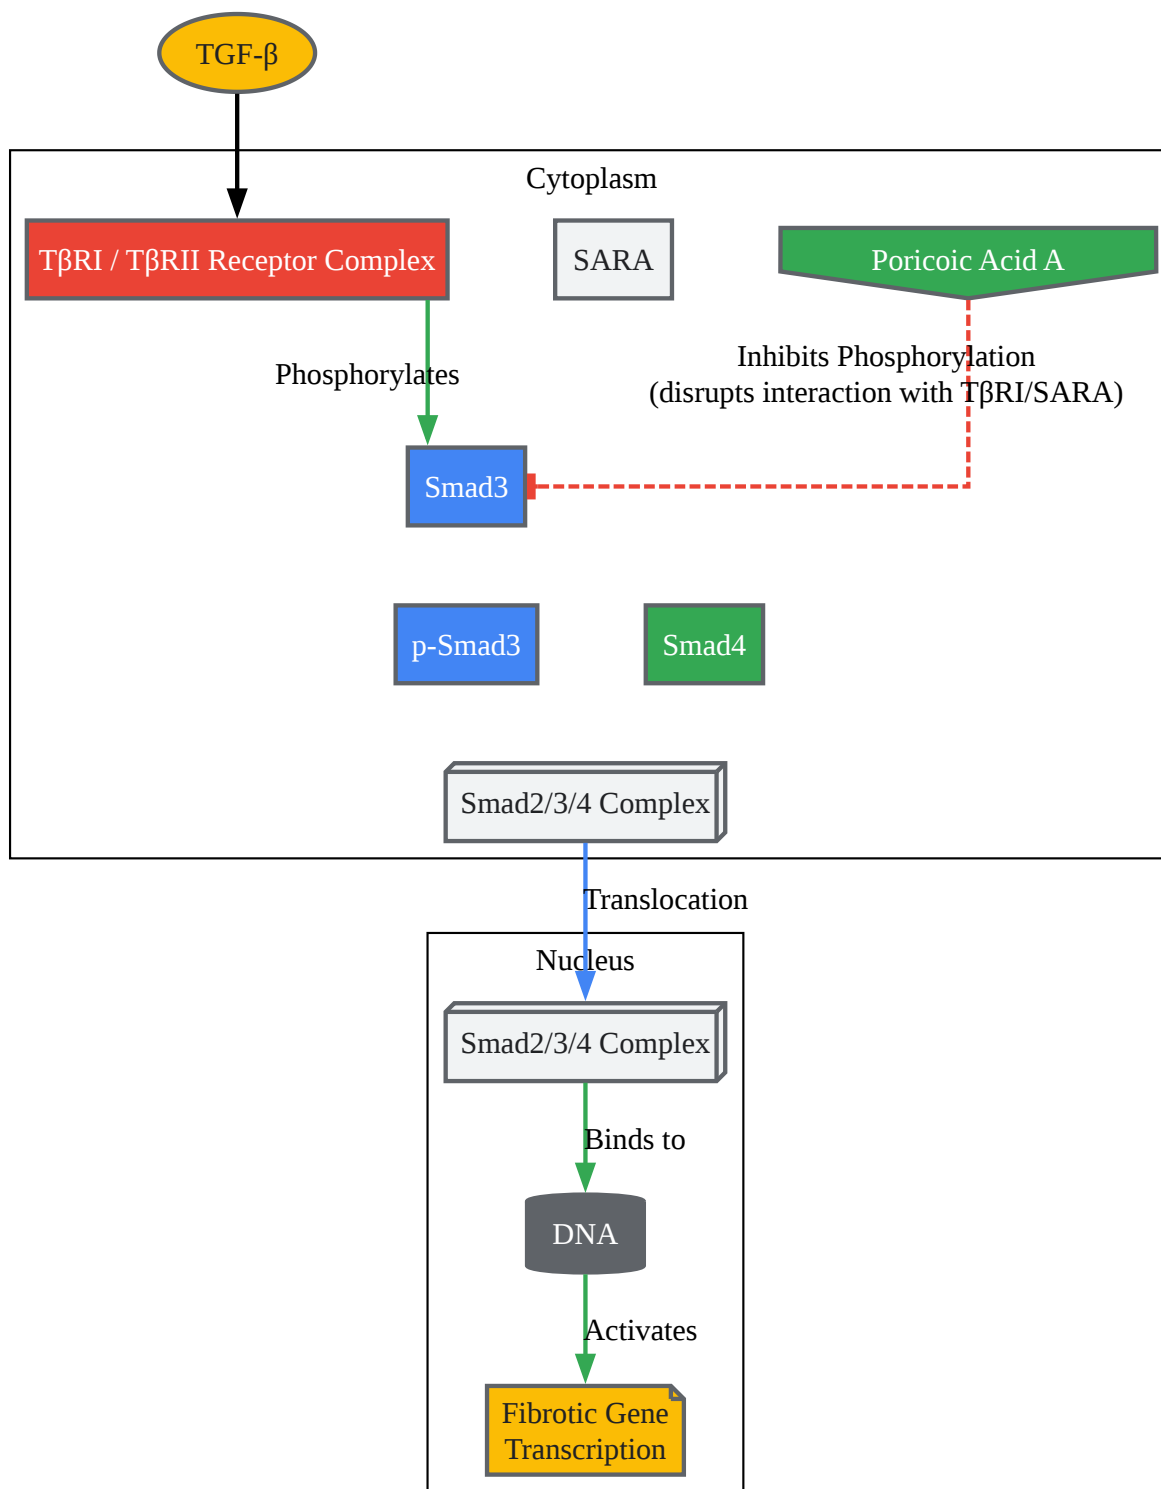 TGF-β
Cytoplasm
TβRI / TβRII Receptor Complex
SARA
Poricoic Acid A
Phosphorylates
Inhibits Phosphorylation
(disrupts interaction with TβRI/SARA)
Smad3
p-Smad3
Smad4
Smad2/3/4 Complex
Translocation
Nucleus
Smad2/3/4 Complex
Binds to
DNA
Activates
Fibrotic Gene
Transcription